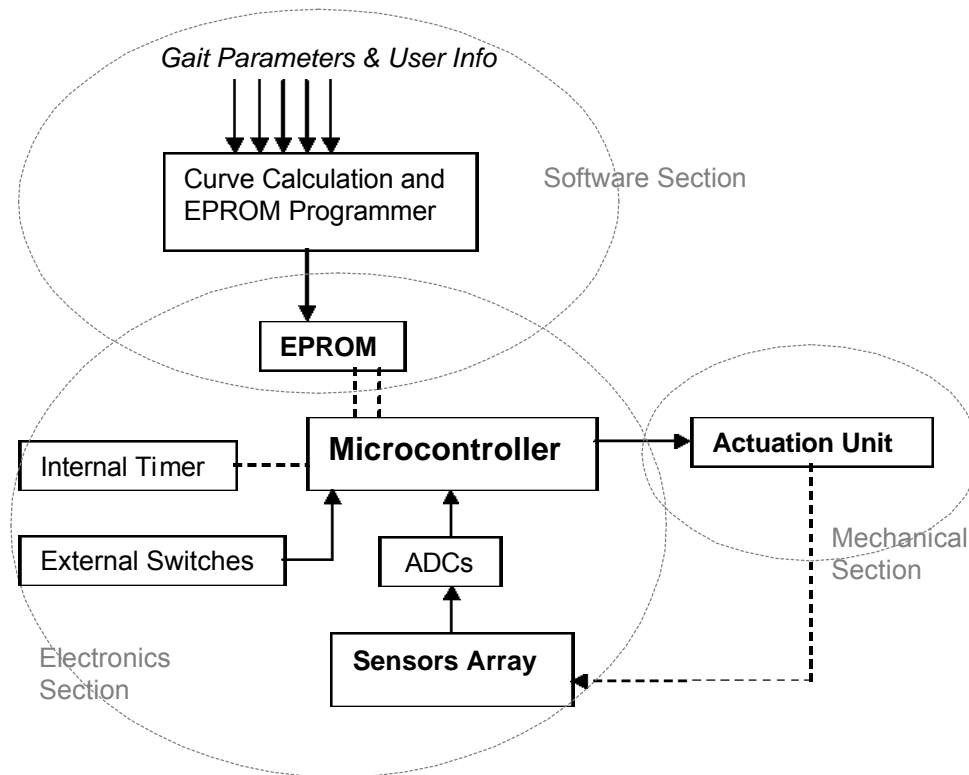 Gait Parameters & User Info
Curve Calculation and
EPROM Programmer
Software Section
EPROM
Microcontroller
Actuation Unit
Internal Timer
External Switches
ADCs
Mechanical
Section
Sensors Array
Electronics
Section